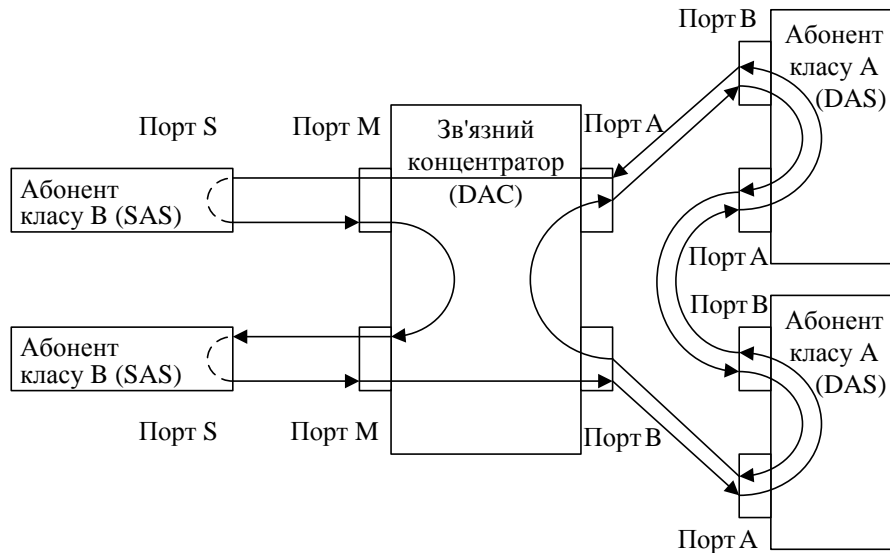 Порт В
Абонент
класу А
(DAS)
Порт S
Порт М
Зв'язний
концентратор
(DAC)
Порт А
Абонент
класу В (SAS)
Порт А
Порт В
Абонент
класу А
(DAS)
Абонент
класу В (SAS)
Порт S
Порт М
Порт В
Порт А